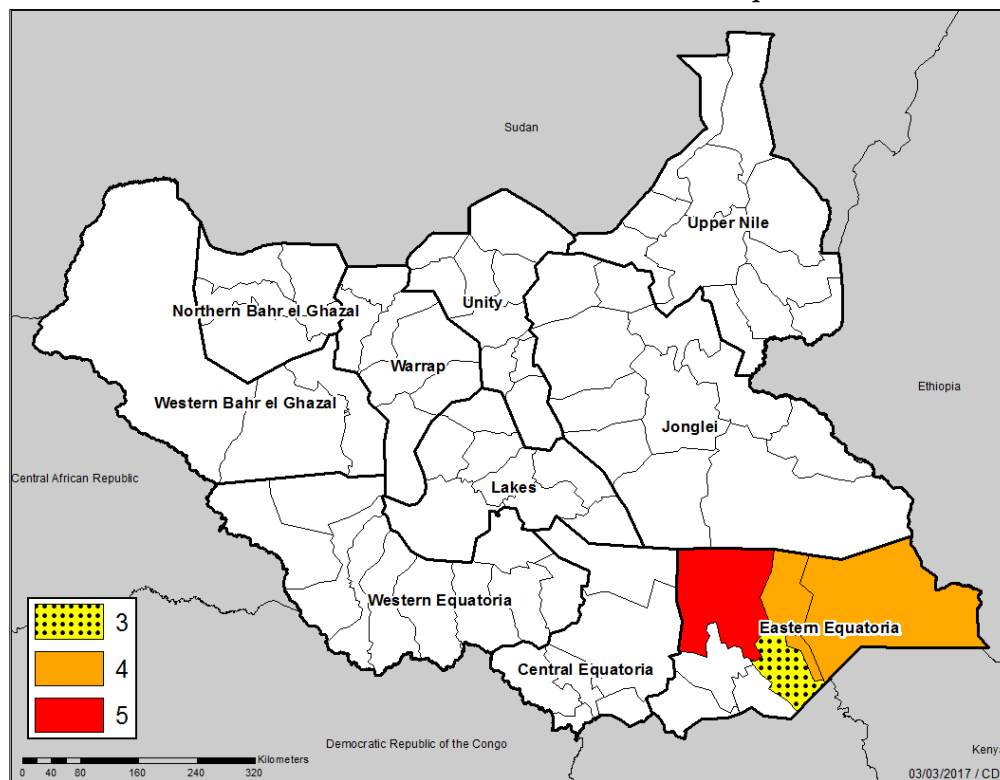 Sudan
Upper Nile
Northern Bahr el Ghazal
Unity
Warrap
Ethiopia
Western Bahr el Ghazal
Jonglei
Central African Republic
Lakes
Western Equatoria
Eastern Equatoria
Central Equatoria
3
4
5
Democratic Republic of the Congo
Kilometers
0 40 80 160 240 320
03/03/2017 / CD